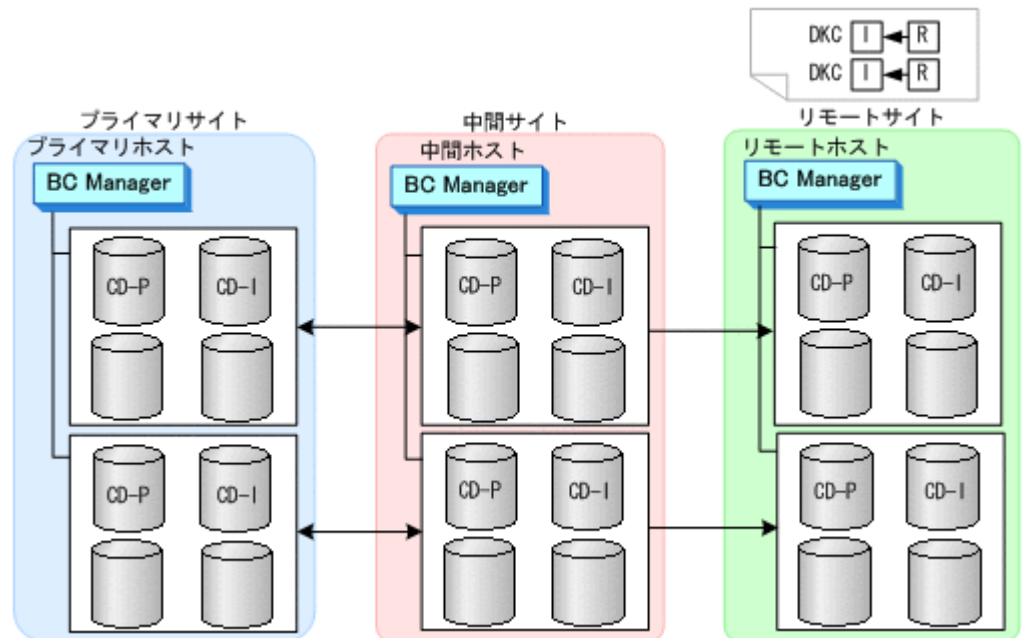 DKC I R
DKC I R
プライマリサイト
中間サイト
リモートサイト
プライマリホスト
中間ホスト
リモートホスト
BC Manager
BC Manager
BC Manager
CD-P CD-I
CD-P CD-I
CD-P CD-I
CD-P CD-I
CD-P CD-I
CD-P CD-I